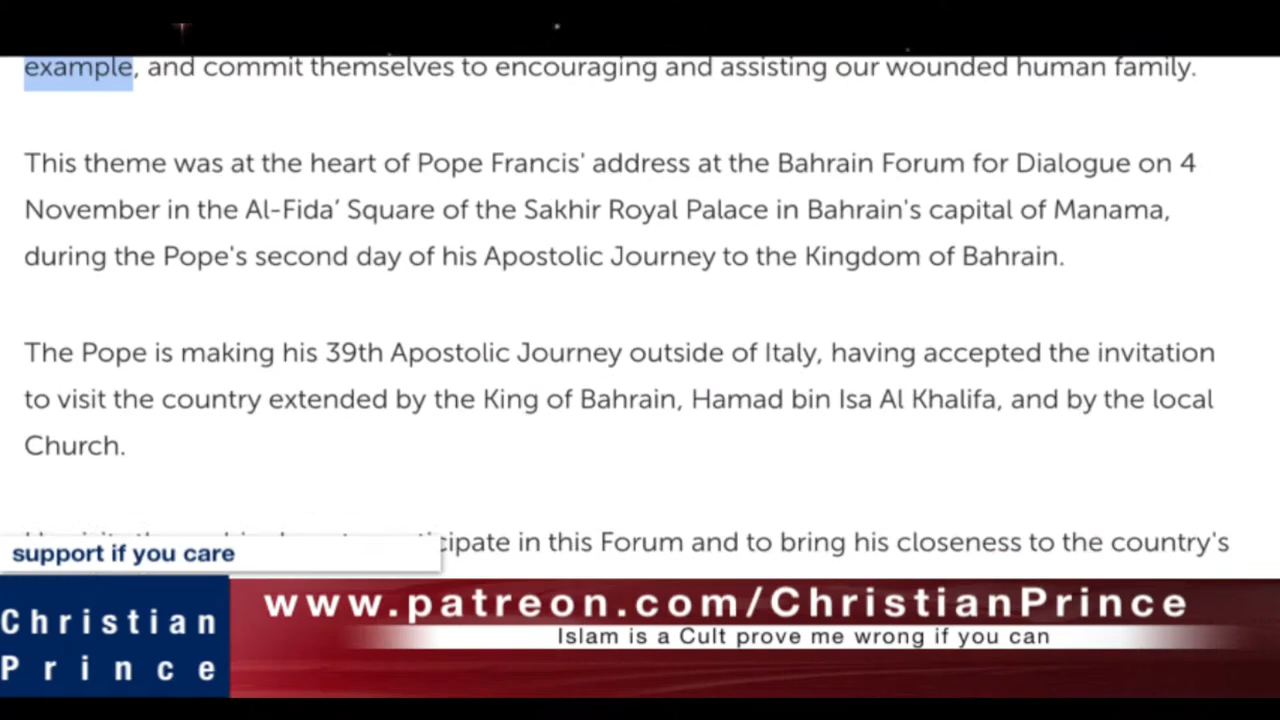 example, and commit themselves to encouraging and assisting our wounded human family.
This theme was at the heart of Pope Francis' address at the Bahrain Forum for Dialogue on 4
November in the Al-Fida’ Square of the Sakhir Royal Palace in Bahrain's capital of Manama,
during the Pope's second day of his Apostolic Journey to the Kingdom of Bahrain.
The Pope is making his 39th Apostolic Journey outside of Italy, having accepted the invitation
to visit the country extended by the King of Bahrain, Hamad bin Isa Al Khalifa, and by the local
Church.
in this Forum and to bring his closeness to the country's
support if you care
Christian
Prince
www.patreon.com/ChristianPrince
Islam is a Cult prove me wrong if you can